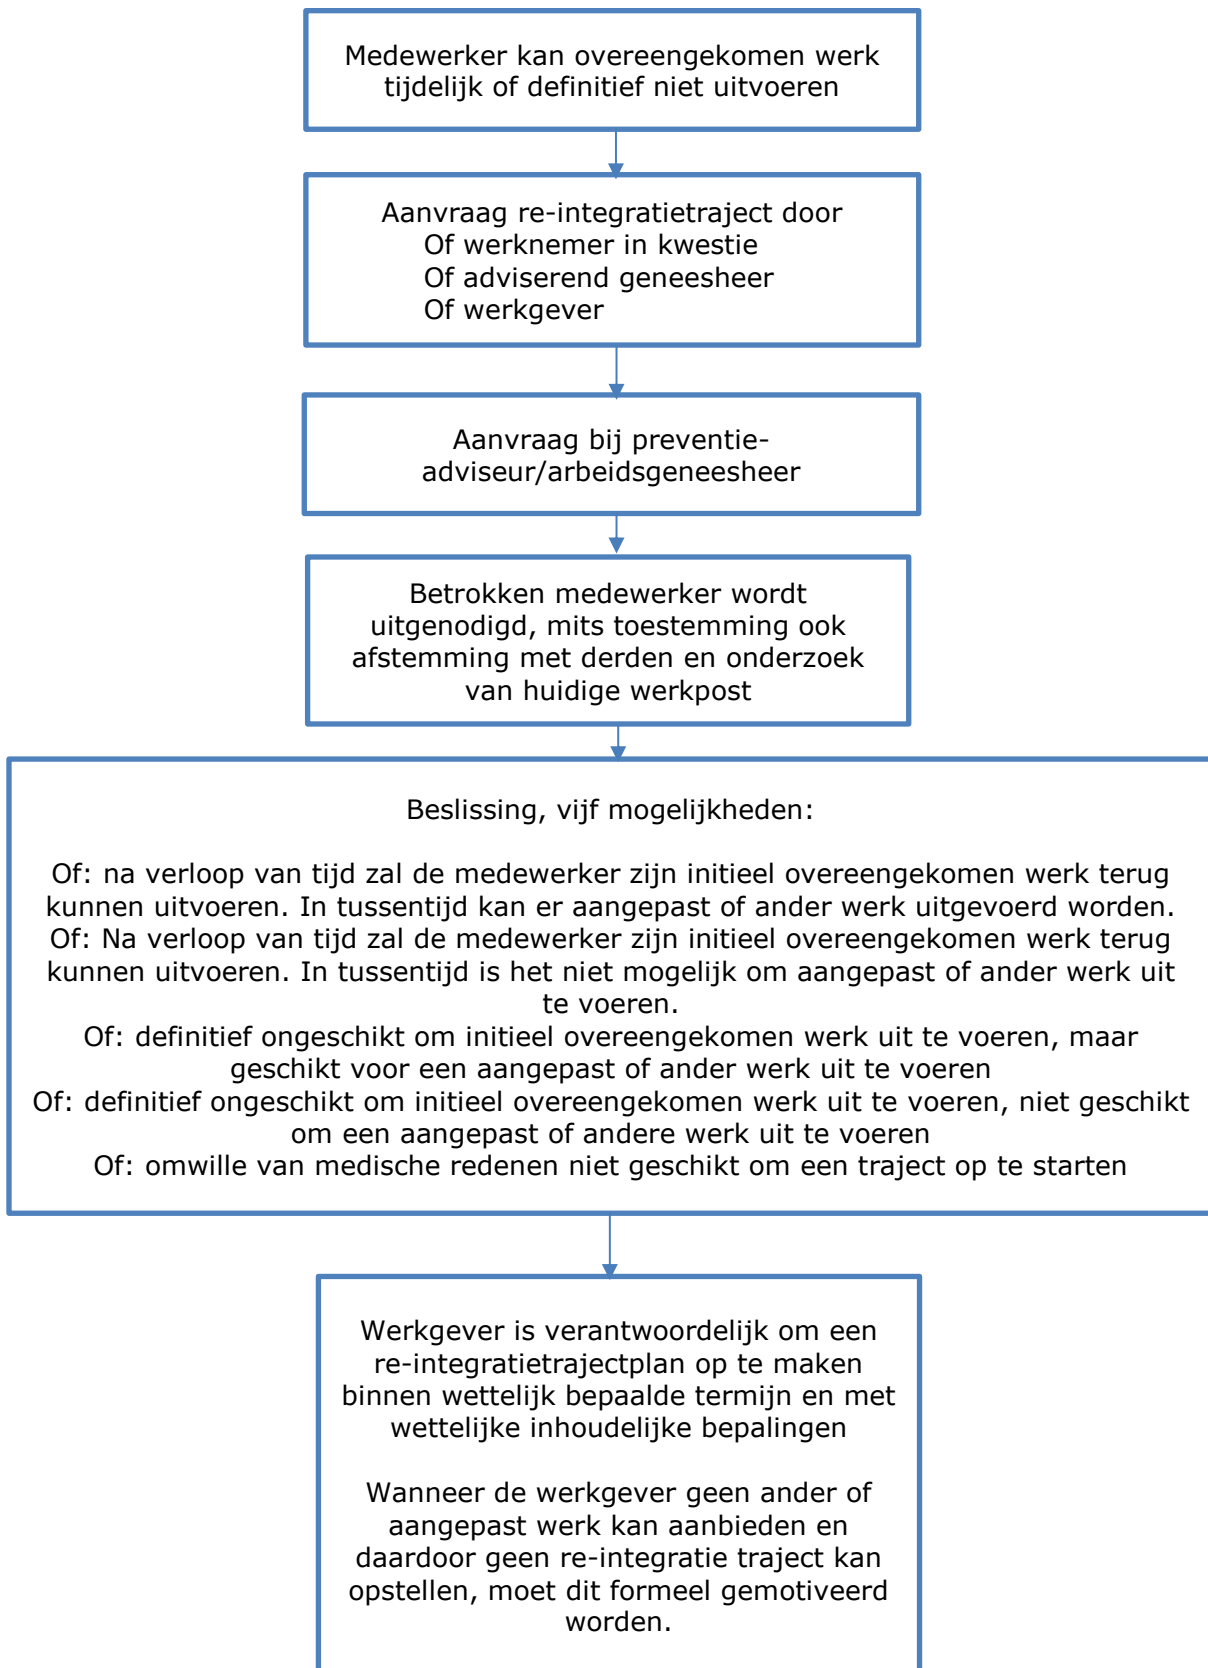 Medewerker kan overeengekomen werk
tijdelijk of definitief niet uitvoeren
Aanvraag re-integratietraject door
Of werknemer in kwestie
Of adviserend geneesheer
Of werkgever
Aanvraag bij preventie-
adviseur/arbeidsgeneesheer
Betrokken medewerker wordt
uitgenodigd, mits toestemming ook
afstemming met derden en onderzoek
van huidige werkpost
Beslissing, vijf mogelijkheden:
Of: na verloop van tijd zal de medewerker zijn initieel overeengekomen werk terug
kunnen uitvoeren. In tussentijd kan er aangepast of ander werk uitgevoerd worden.
Of: Na verloop van tijd zal de medewerker zijn initieel overeengekomen werk terug
kunnen uitvoeren. In tussentijd is het niet mogelijk om aangepast of ander werk uit
te voeren.
Of: definitief ongeschikt om initieel overeengekomen werk uit te voeren, maar
geschikt voor een aangepast of ander werk uit te voeren
Of: definitief ongeschikt om initieel overeengekomen werk uit te voeren, niet geschikt
om een aangepast of andere werk uit te voeren
Of: omwille van medische redenen niet geschikt om een traject op te starten
Werkgever is verantwoordelijk om een
re-integratietrajectplan op te maken
binnen wettelijk bepaalde termijn en met
wettelijke inhoudelijke bepalingen
Wanneer de werkgever geen ander of
aangepast werk kan aanbieden en
daardoor geen re-integratie traject kan
opstellen, moet dit formeel gemotiveerd
worden.